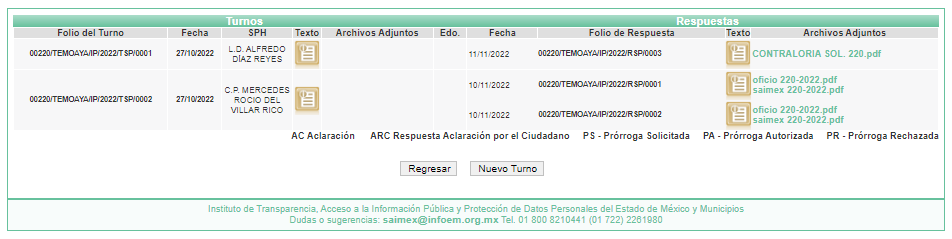 Turnos Respuestas
Folio del Turno Fecha SPH Texto Archivos Adjuntos Edo. Fecha Folio de Respuesta Texto Archivos Adjuntos
00220/TEMOAYA/IP/2022/TSP/0001 27/10/2022 L.D. ALFREDO DÍAZ REYES 11/11/2022 00220/TEMOAYA/IP/2022/RSP/0003 CONTRALORIA SOL. 220.pdf
00220/TEMOAYA/IP/2022/TSP/0002 27/10/2022 C.P. MERCEDES ROCIO DEL VILLAR RICO 10/11/2022 00220/TEMOAYA/IP/2022/RSP/0001 oficio 220-2022.pdf
saimex 220-2022.pdf
10/11/2022 00220/TEMOAYA/IP/2022/RSP/0002 oficio 220-2022.pdf
saimex 220-2022.pdf
AC Aclaración ARC Respuesta Aclaración por el Ciudadano PS - Prórroga Solicitada PA - Prórroga Autorizada PR - Prórroga Rechazada
Regresar Nuevo Turno
Instituto de Transparencia, Acceso a la Información Pública y Protección de Datos Personales del Estado de México y Municipios
Dudas o sugerencias: saimex@infoem.org.mx Tel. 01 800 8210441 (01 722) 2261980